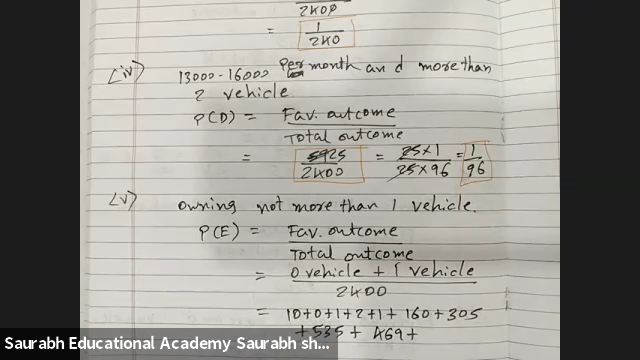 2400
= 1
2400
(iv) 13000-16000 per month and more than
2 vehicle
P(D) = Fav. outcome
Total outcome
= 25
2400
= 25×1
25×96
= 1
96
(v) owning not more than 1 vehicle.
P(E) = Fav. outcome
Total outcome
= 0 vehicle + 1 vehicle
2400
= 10+0+1+2+1+ 160+305
+535+ 469+
Saurabh Educational Academy Saurabh sh...